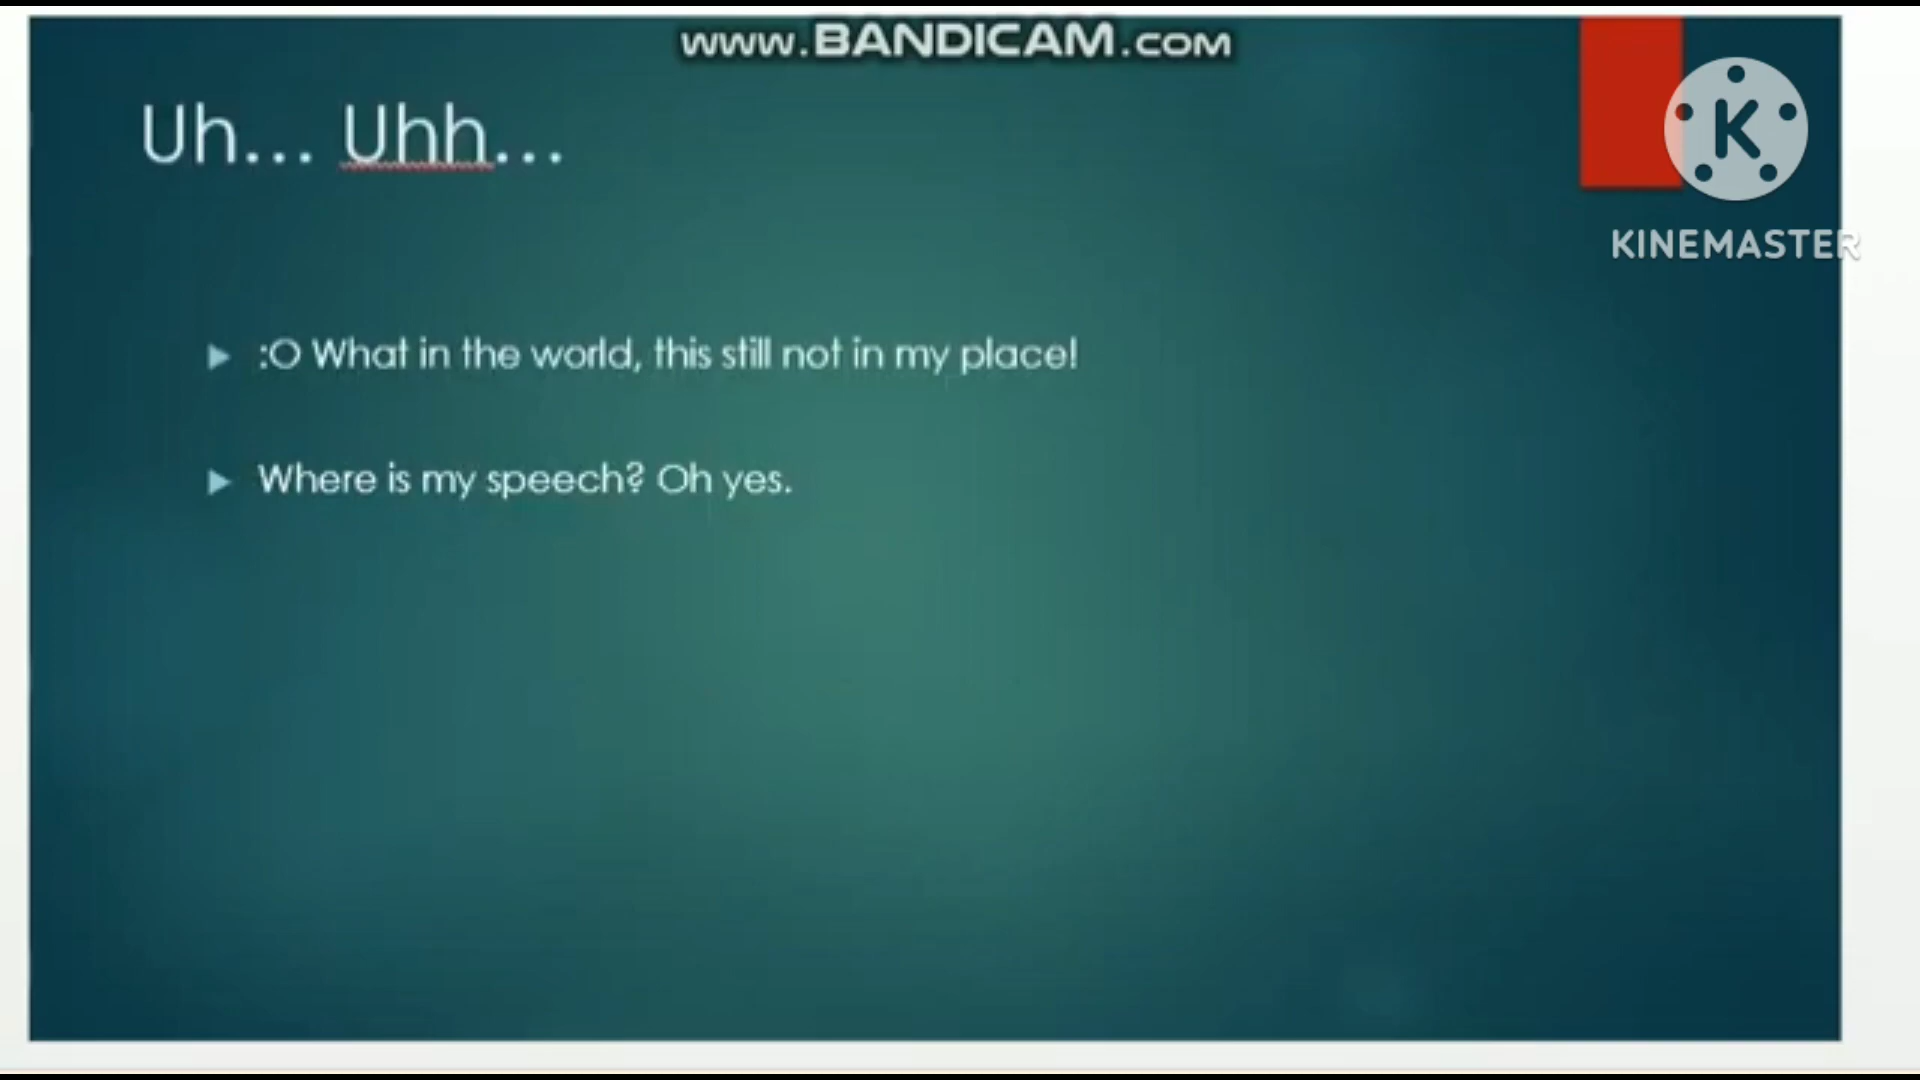 www.BANDICAM.com
Uh... Uhh...
K
KINEMASTER
:O What in the world, this still not in my place!
Where is my speech? Oh yes.